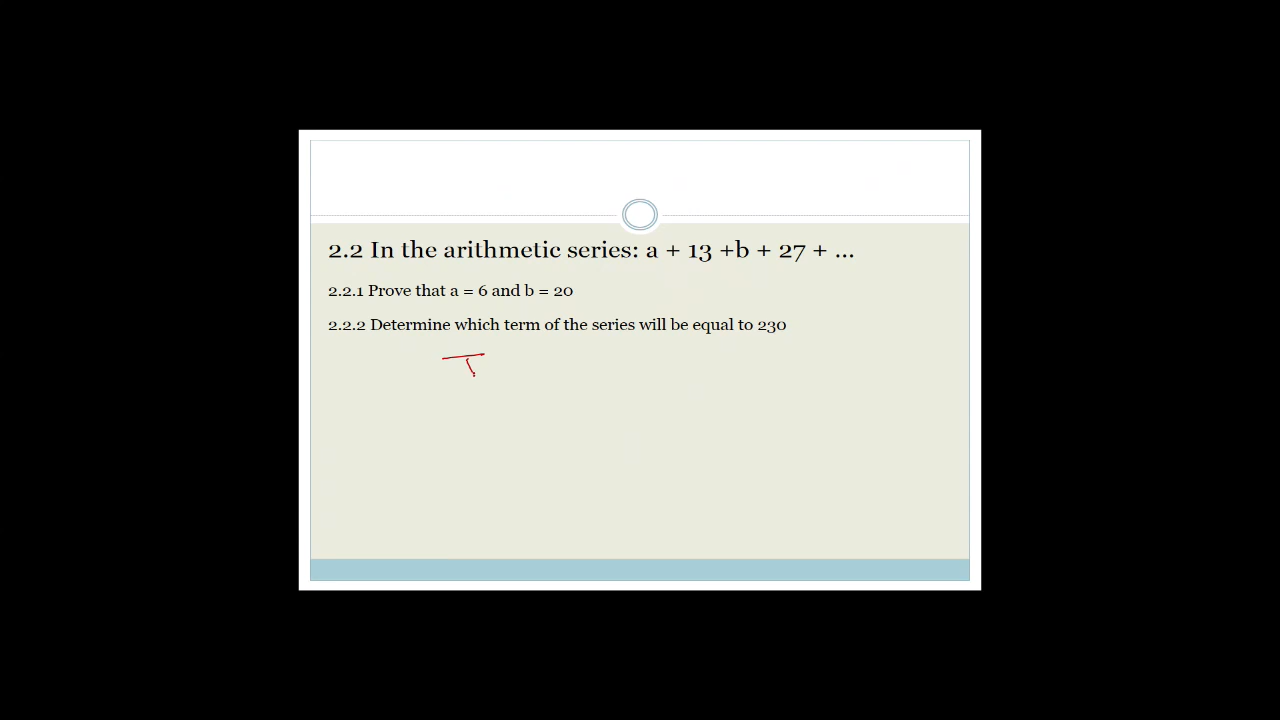 2.2 In the arithmetic series: a + 13 +b + 27 + ...
2.2.1 Prove that a = 6 and b = 20
2.2.2 Determine which term of the series will be equal to 230
T